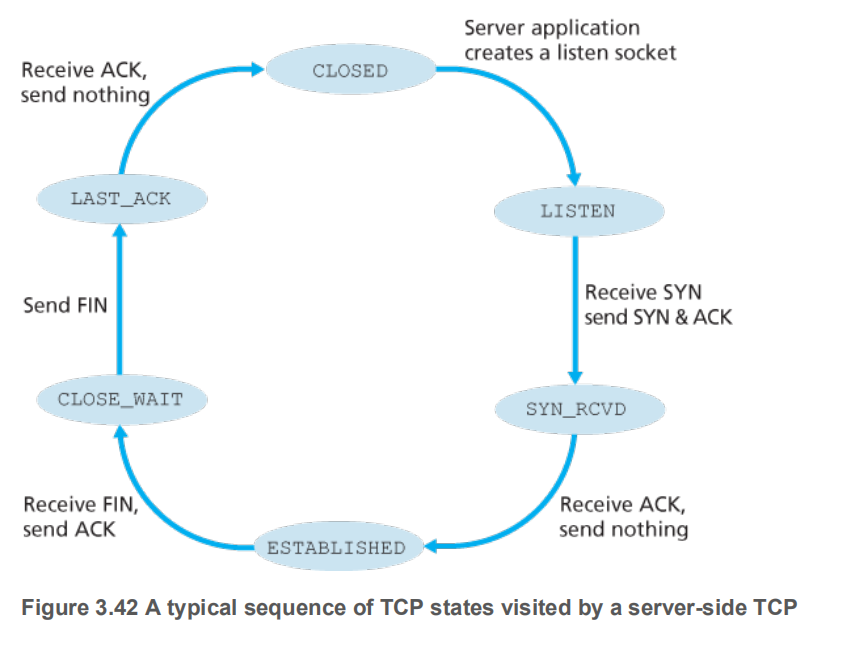 Server application
creates a listen socket
Receive ACK,
send nothing
CLOSED
LAST_ACK
LISTEN
Receive SYN
send SYN & ACK
Send FIN
CLOSE_WAIT
SYN_RCVD
Receive FIN,
send ACK
Receive ACK,
send nothing
ESTABLISHED
Figure 3.42 A typical sequence of TCP states visited by a server-side TCP